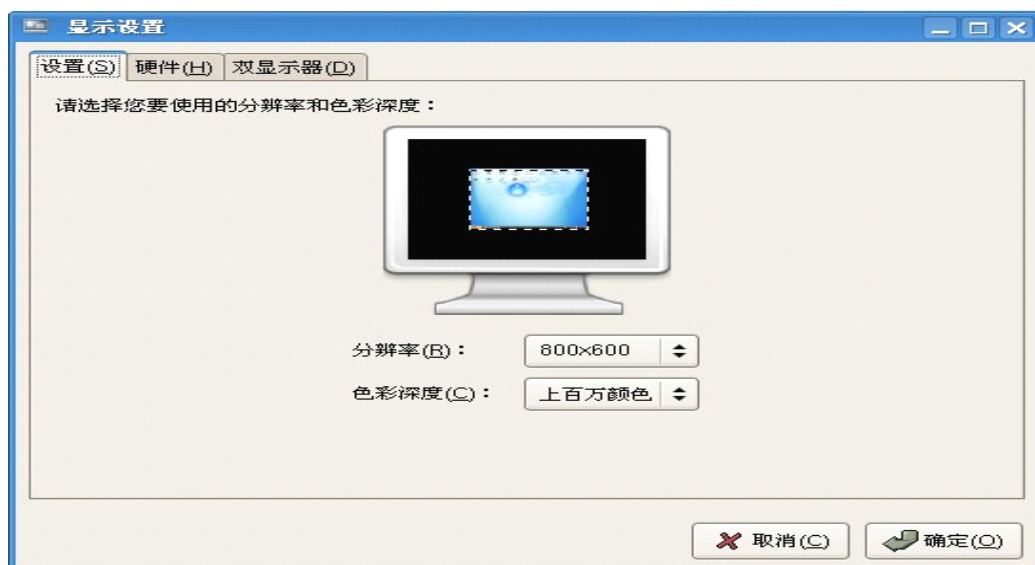 显示设置
设置(S) 硬件(H) 双显示器(D)
请选择您要使用的分辨率和色彩深度：
分辨率(R)： 800x600
色彩深度(C)： 上百万颜色
取消(C) 确定(O)